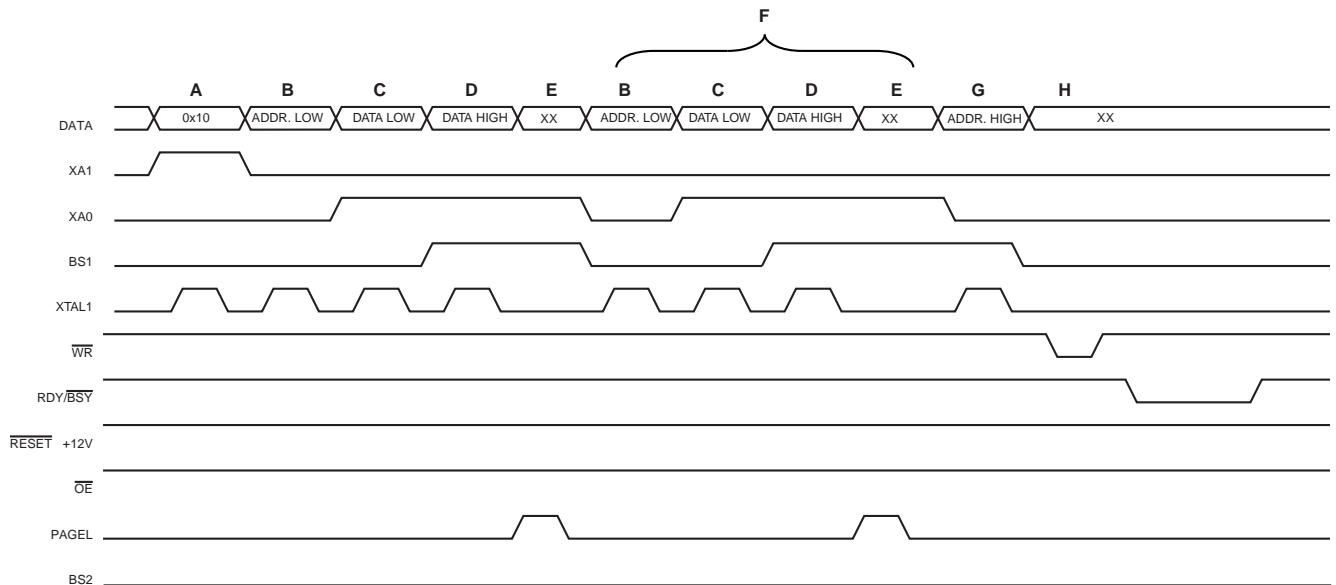 F
A B C D E B C D E G H
DATA 0x10 ADDR. LOW DATA LOW DATA HIGH XX ADDR. LOW DATA LOW DATA HIGH XX ADDR. HIGH XX
XA1
XA0
BS1
XTAL1
WR
RDY/BSY
RESET +12V
OE
PAGEL
BS2